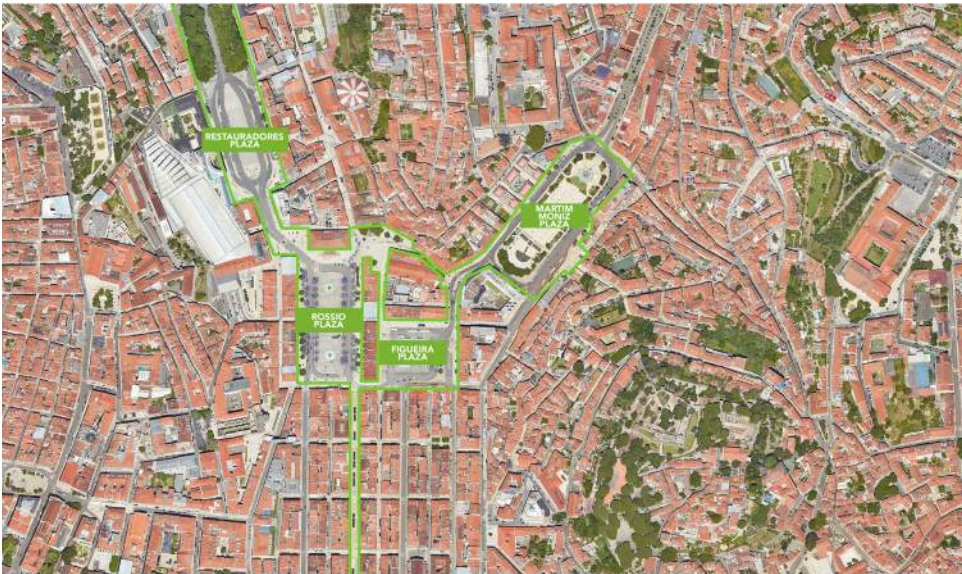 RESTAURADORES
PLAZA
MARTIM
MONIZ
PLAZA
ROSSIO
PLAZA
FIGUEIRA
PLAZA